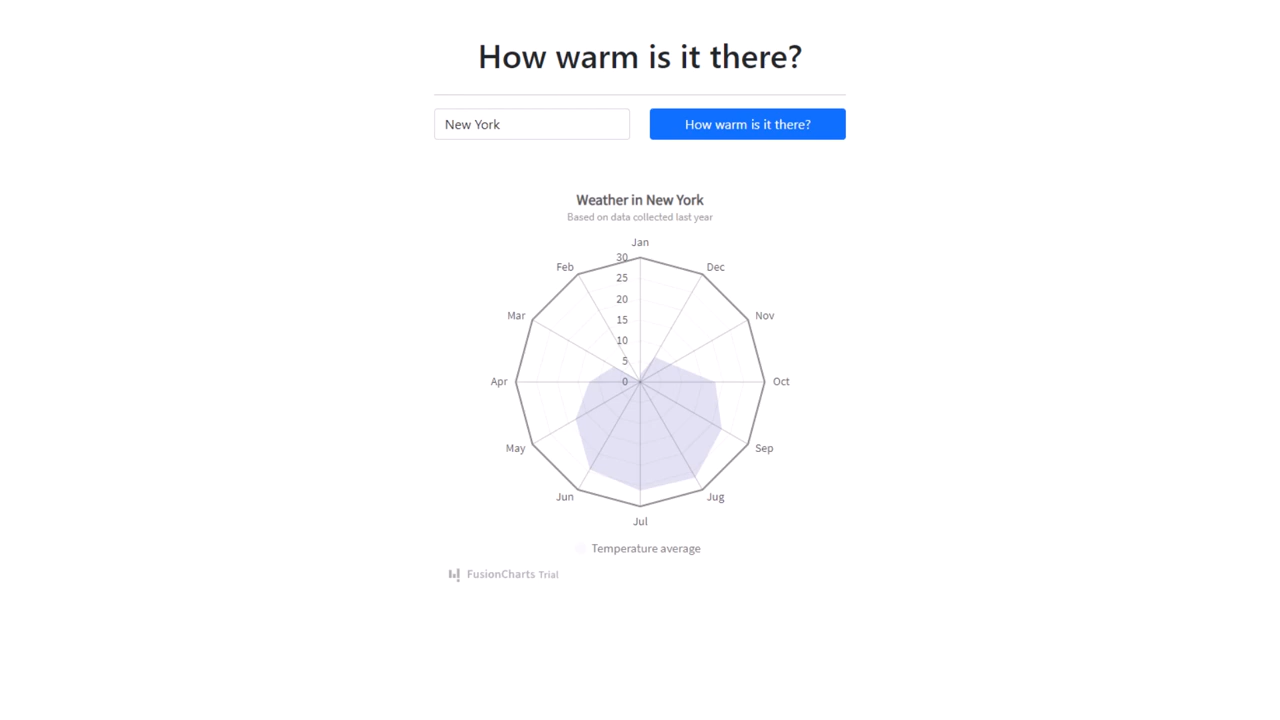 How warm is it there?
New York
How warm is it there?
Weather in New York
Based on data collected last year
Jan
Feb
Dec
Mar
Nov
Apr
Oct
May
Sep
Jun
Jug
Jul
30
25
20
15
10
5
0
Temperature average
FusionCharts Trial